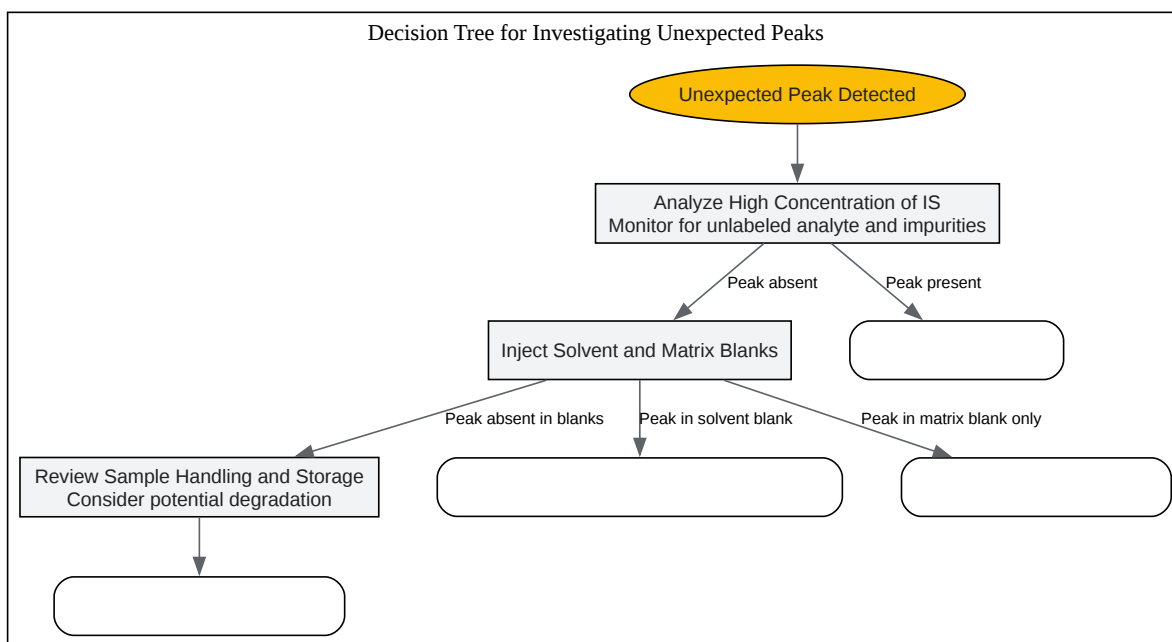 Decision Tree for Investigating Unexpected Peaks
Unexpected Peak Detected
Analyze High Concentration of IS
Monitor for unlabeled analyte and impurities
Peak absent
Peak present
Inject Solvent and Matrix Blanks
Peak absent in blanks
Peak in solvent blank
Peak in matrix blank only
Review Sample Handling and Storage
Consider potential degradation